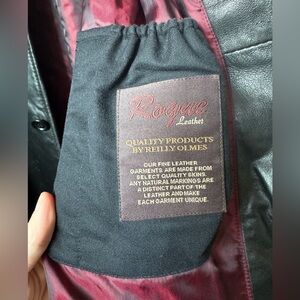 Leather
QUALITY PRODUCTS
BY REILLY OLMES
OUR FINE LEATHER
GARMENTS ARE MADE FROM
SELECT QUALITY SKINS.
ANY NATURAL MARKINGS ARE
A DISTINCT PART OF THE
LEATHER AND MAKE
EACH GARMENT UNIQUE.